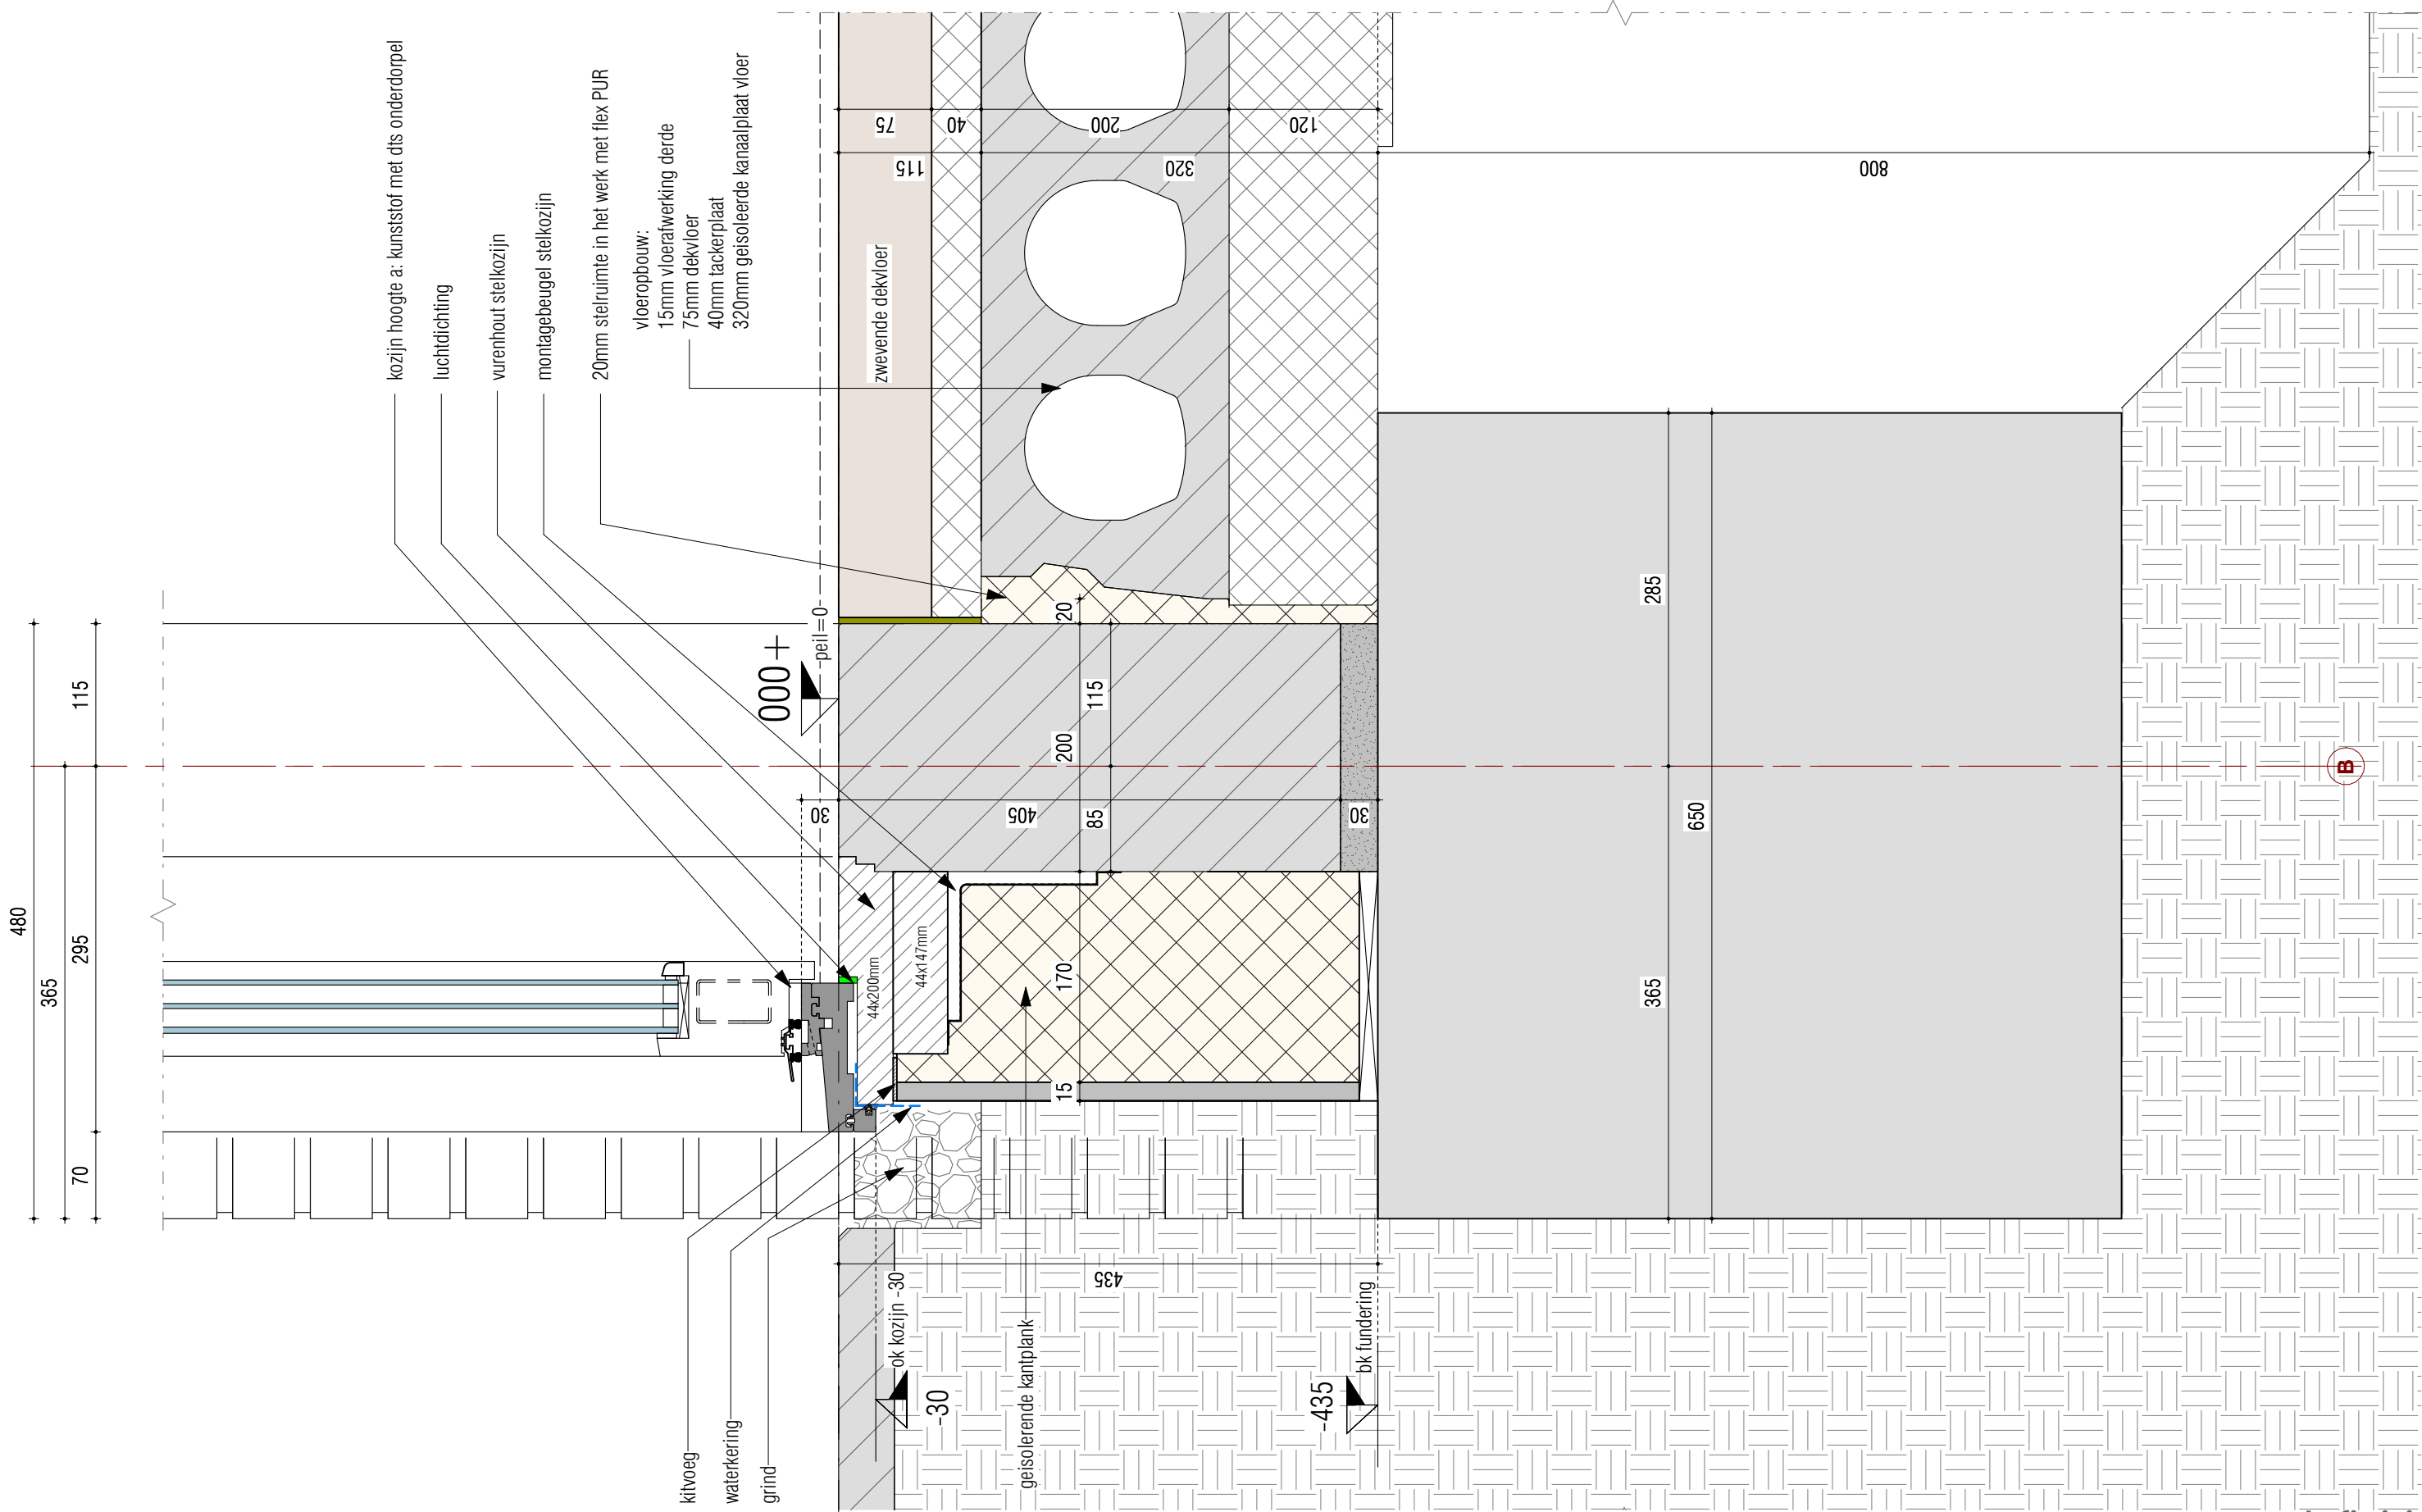 kozijn hoogte a: kunststof met dts onderdorpel
luchtdichting
vurenhout stelkozijn
montagebeugel stelkozijn
20mm stelruimte in het werk met flex PUR
vloeropbouw:
15mm vloerafwerking derde
75mm dekvloer
40mm tackerplaat
320mm geisoleerde kanaalplaat vloer
zwevende dekvloer
75
40
200
120
115
320
800
480
365
115
295
70
000+
peil=0
20
115
200
85
30
405
30
170
15
44x200mm
44x147mm
285
365
650
B
435
ok kozijn -30
-30
bk fundering
-435
kitvoeg
waterkering
grind
geisolerende kantplank